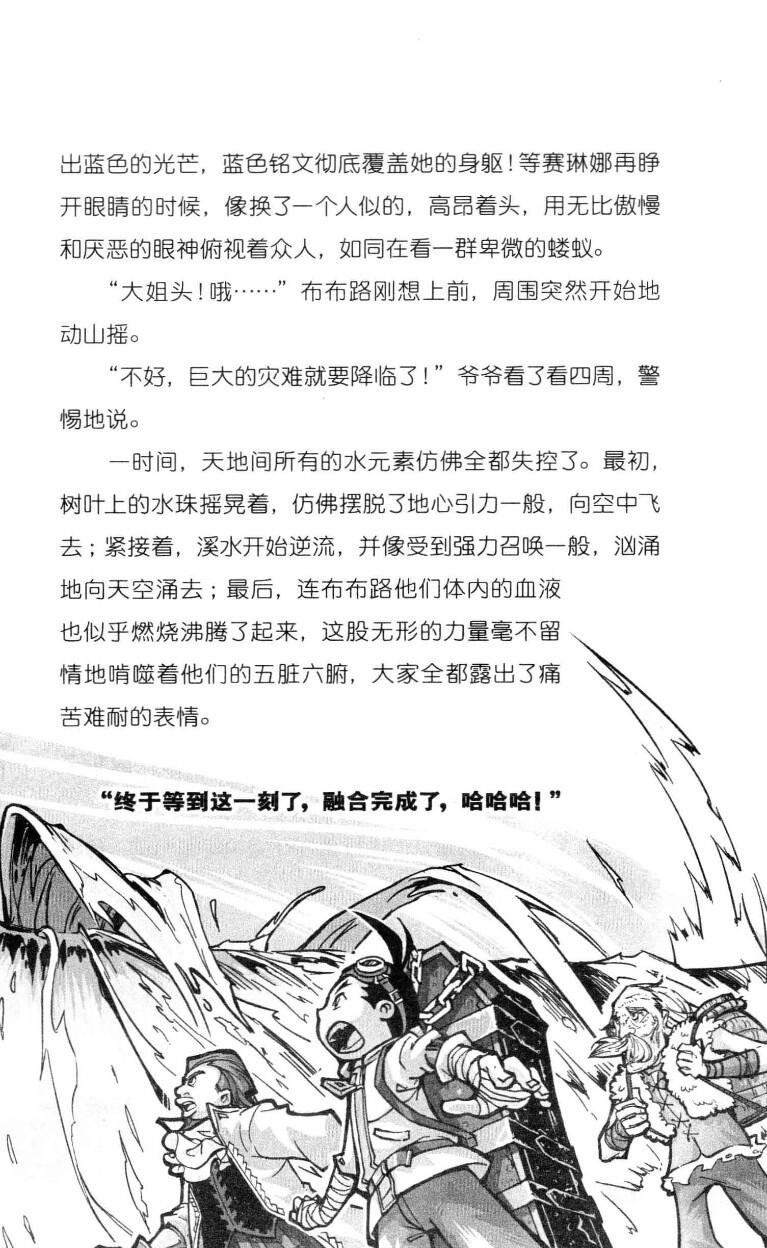 出蓝色的光芒，蓝色铭文彻底覆盖她的身躯！等赛琳娜再睁
开眼睛的时候，像换了一个人似的，高昂着头，用无比傲慢
和厌恶的眼神俯视着众人，如同在看一群卑微的蝼蚁。
“大姐头！哦……”布布路刚想上前，周围突然开始地
动山摇。
“不好，巨大的灾难就要降临了！”爷爷看了看四周，警
惕地说。
一时间，天地间所有的水元素仿佛全都失控了。最初，
树叶上的水珠摇晃着，仿佛摆脱了地心引力一般，向空中飞
去；紧接着，溪水开始逆流，并像受到强力召唤一般，汹涌
地向天空涌去；最后，连布布路他们体内的血液
也似乎燃烧沸腾了起来，这股无形的力量毫不留
情地啃噬着他们的五脏六腑，大家全都露出了痛
苦难耐的表情。
“终于等到这一刻了，融合完成了，哈哈哈！”